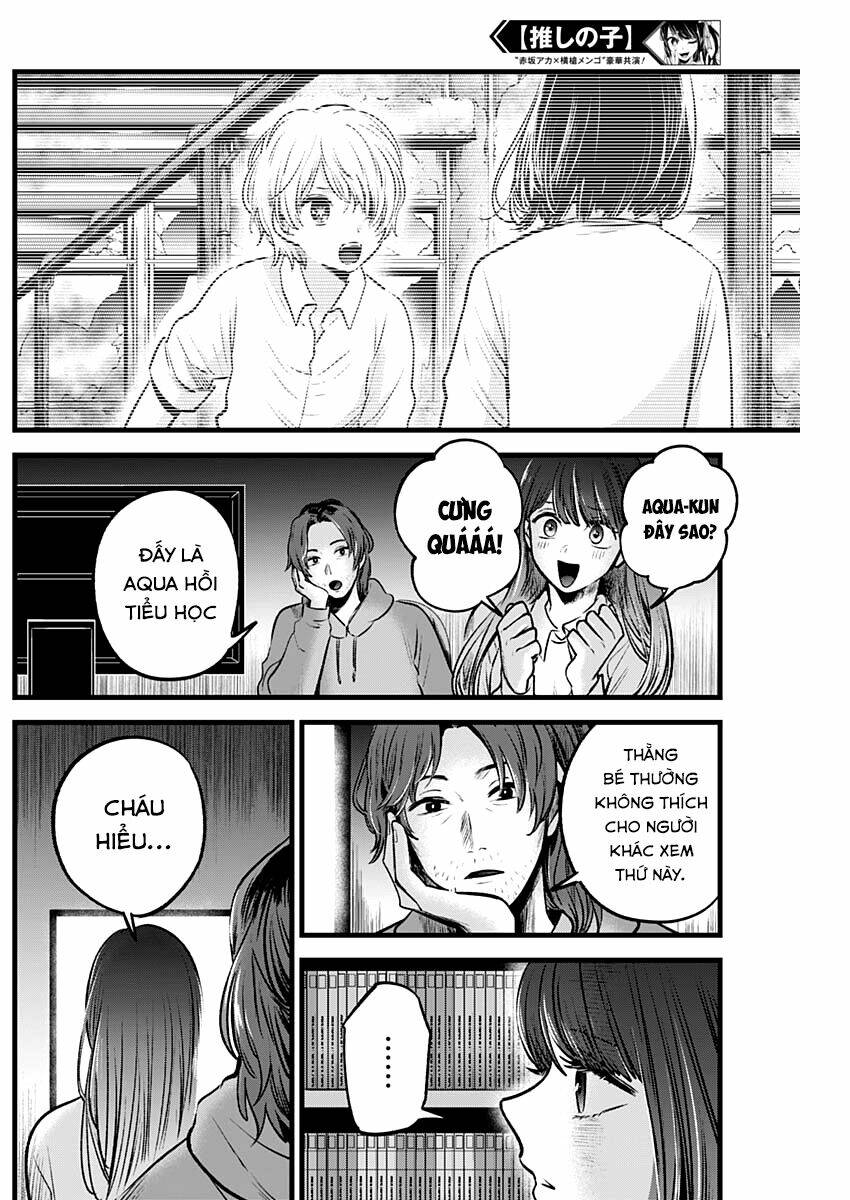 【推しの子】
“赤坂アカ×横槍メンゴ”豪華共演！
AQUA-KUN
ĐÂY SAO?
CƯNG
QUÁÁÁ!
ĐẤY LÀ
AQUA HỒI
TIỂU HỌC
THẰNG
BÉ THƯỜNG
KHÔNG THÍCH
CHO NGƯỜI
KHÁC XEM
THỨ NÀY.
CHÁU
HIỂU...
......